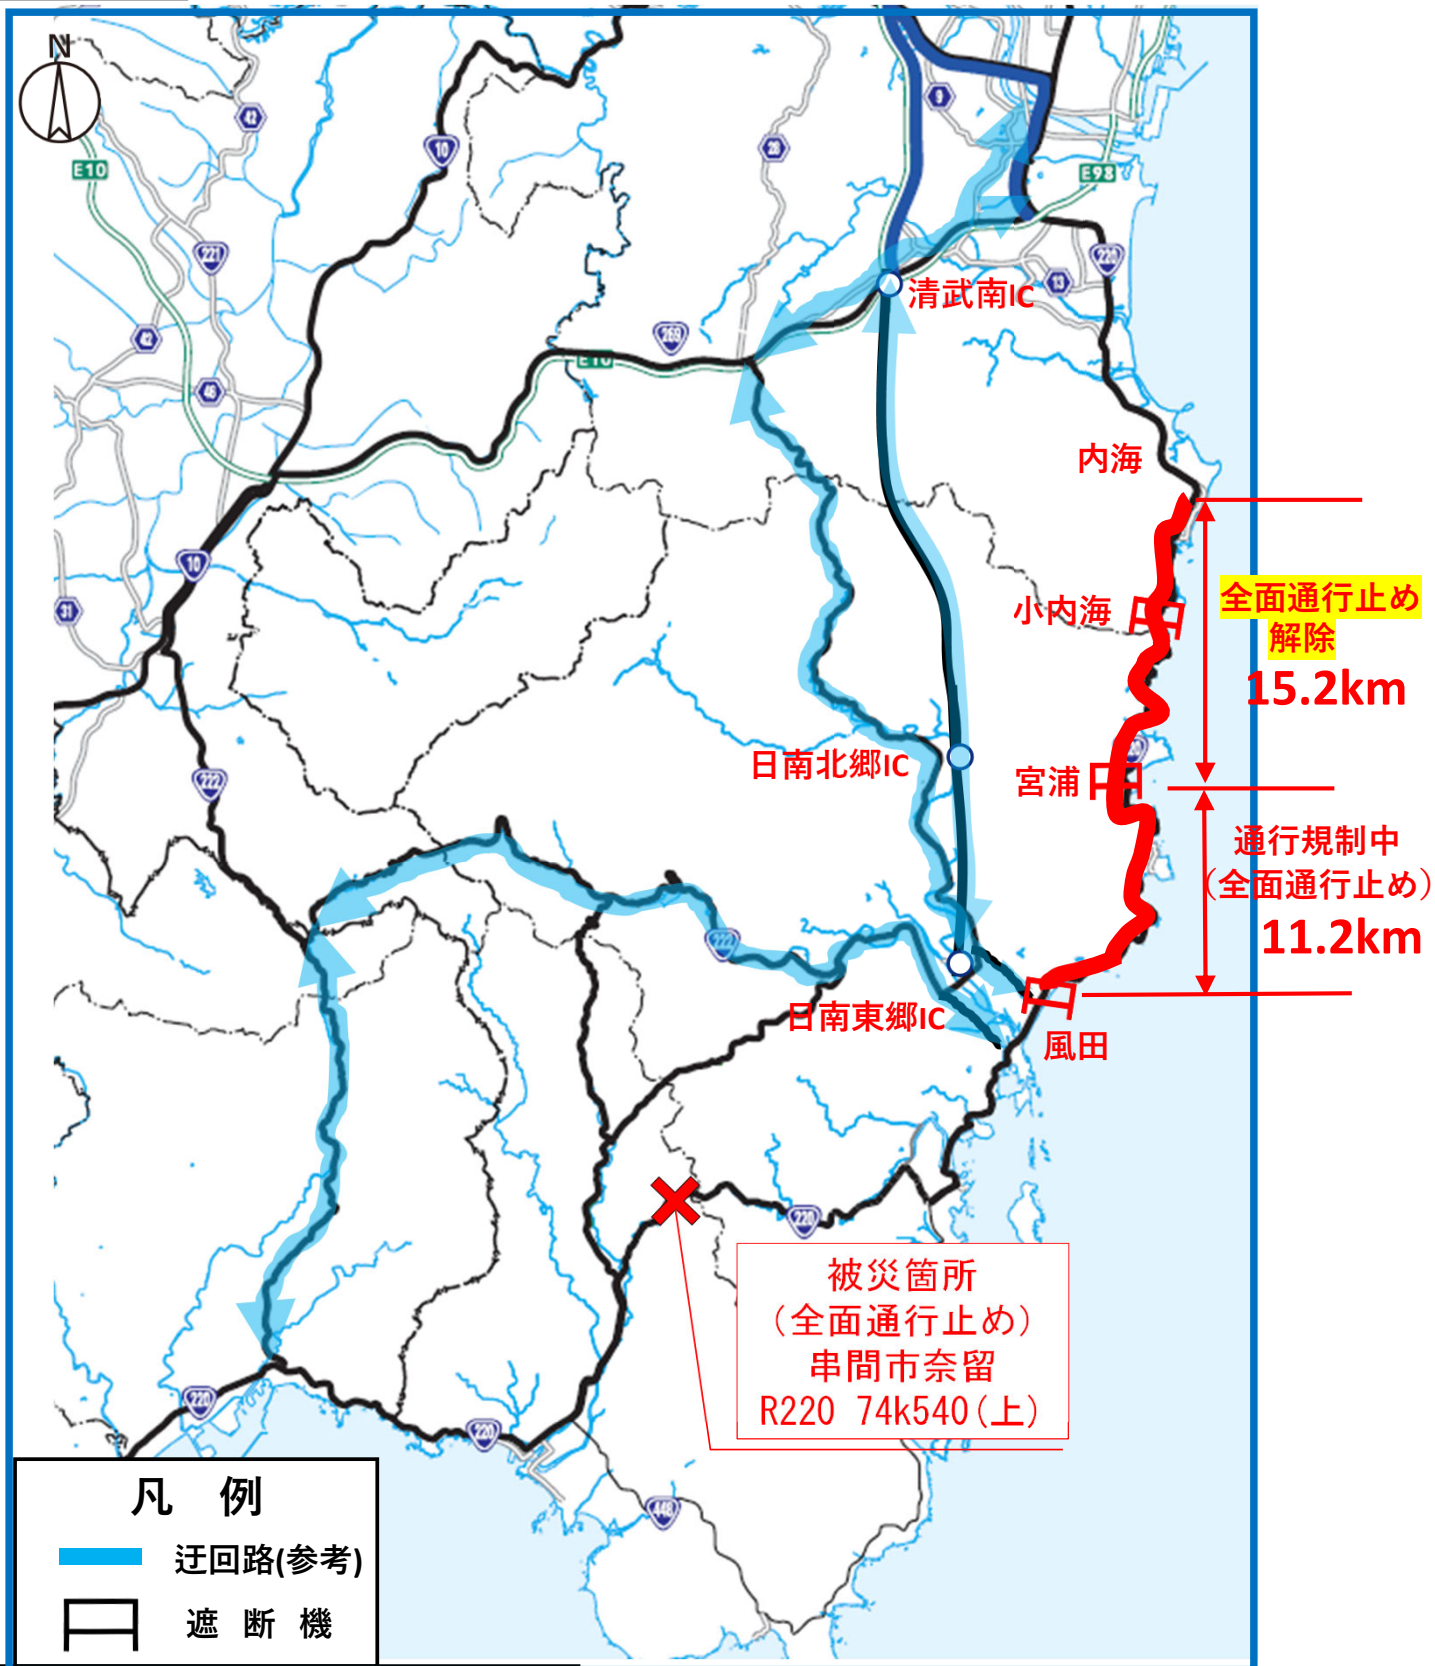 N
42
10
E10
9
28
E98
221
220
13
清武南IC
42
269
E10
46
内海
10
31
小内海
全面通行止め
解除
15.2km
日南北郷IC
宮浦
222
通行規制中
(全面通行止め)
11.2km
222
日南東郷IC
風田
220
被災箇所
(全面通行止め)
串間市奈留
R220 74k540(上)
220
220
448
凡 例
迂回路(参考)
遮 断 機